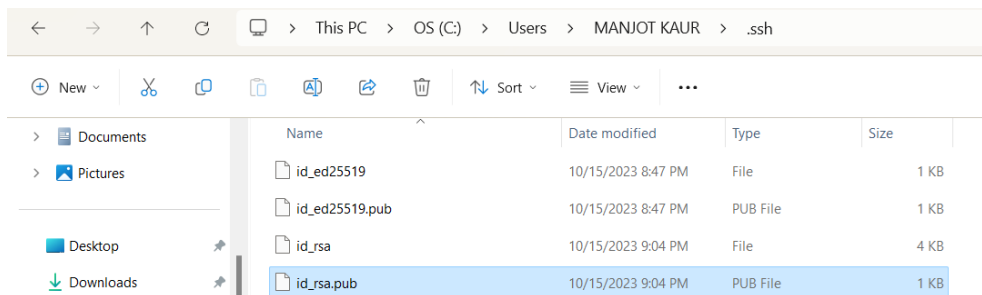 This PC > OS (C:) > Users > MANJOT KAUR > .ssh
New Sort View
Documents
Pictures
Desktop
Downloads
Name Date modified Type Size
id_ed25519 10/15/2023 8:47 PM File 1 KB
id_ed25519.pub 10/15/2023 8:47 PM PUB File 1 KB
id_rsa 10/15/2023 9:04 PM File 4 KB
id_rsa.pub 10/15/2023 9:04 PM PUB File 1 KB